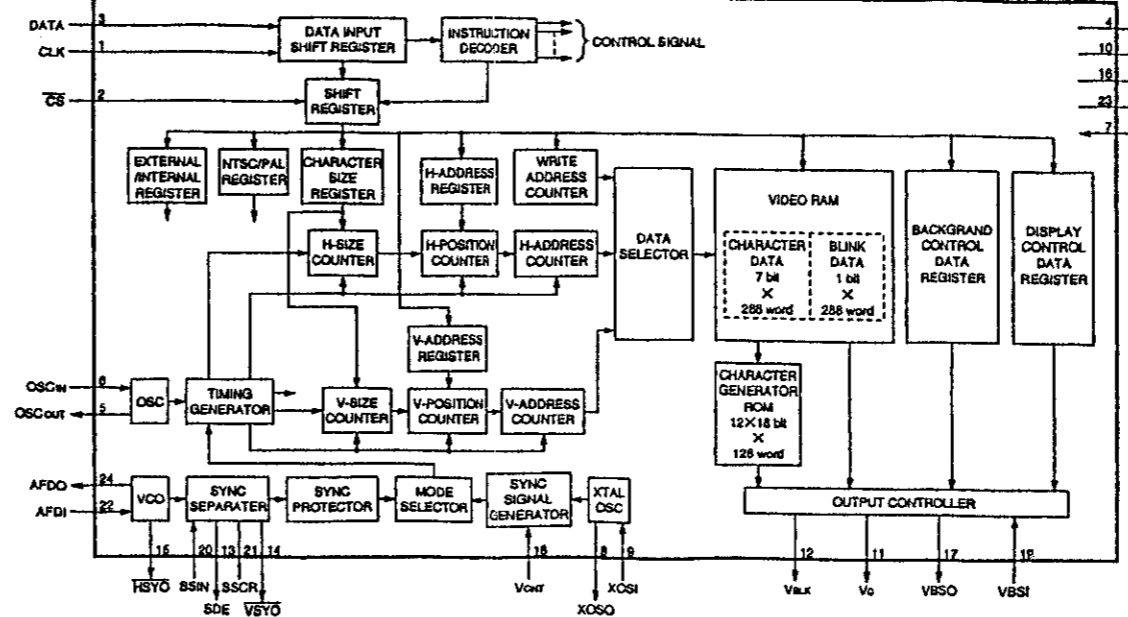 DATA
3
DATA INPUT
SHIFT REGISTER
INSTRUCTION
DECODER
CONTROL SIGNAL
4
CLK
1
10
CS
2
SHIFT
REGISTER
16
23
7
EXTERNAL
/INTERNAL
REGISTER
NTSC/PAL
REGISTER
CHARACTER
SIZE
REGISTER
H-ADDRESS
REGISTER
WRITE
ADDRESS
COUNTER
H-SIZE
COUNTER
H-POSITION
COUNTER
H-ADDRESS
COUNTER
DATA
SELECTOR
VIDEO RAM
CHARACTER
DATA
7 bit
×
288 word
BLINK
DATA
1 bit
×
288 word
BACKGRAND
CONTROL
DATA
REGISTER
DISPLAY
CONTROL
DATA
REGISTER
V-ADDRESS
REGISTER
OSCIN
6
OSCOUT
5
OSC
TIMING
GENERATOR
V-SIZE
COUNTER
V-POSITION
COUNTER
V-ADDRESS
COUNTER
CHARACTER
GENERATOR
ROM
12×18 bit
×
128 word
AFDO
24
AFDI
22
VCO
SYNC
SEPARATER
SYNC
PROTECTOR
MODE
SELECTOR
SYNC
SIGNAL
GENERATOR
XTAL
OSC
OUTPUT CONTROLLER
15
20
13
21
14
18
8
9
12
11
17
19
HSYO
SSIN
SDE
SSCR
VSYO
VCNT
XOSO
XOSI
VBLK
VO
VBSO
VBSI